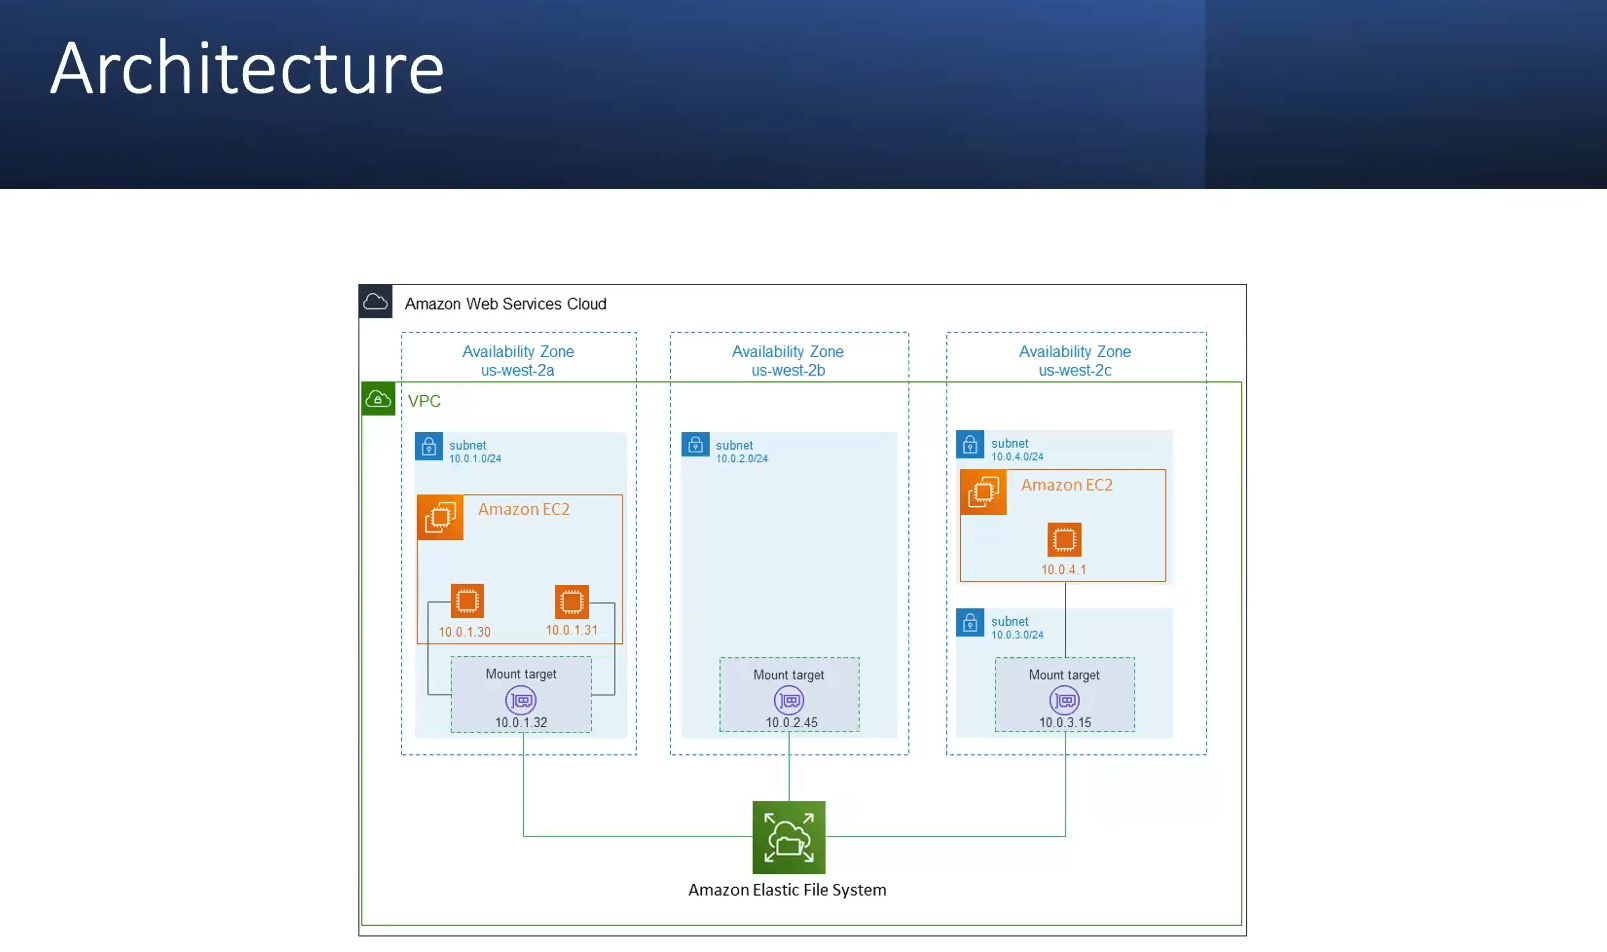 Architecture
Amazon Web Services Cloud
Availability Zone
us-west-2a
Availability Zone
us-west-2b
Availability Zone
us-west-2c
VPC
subnet
10.0.1.0/24
Amazon EC2
10.0.1.30
10.0.1.31
Mount target
10.0.1.32
subnet
10.0.2.0/24
Mount target
10.0.2.45
subnet
10.0.4.0/24
Amazon EC2
10.0.4.1
subnet
10.0.3.0/24
Mount target
10.0.3.15
Amazon Elastic File System